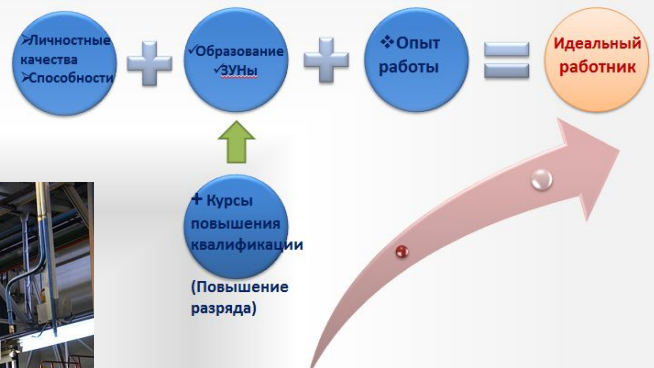 ➢Личностные
качества
➢Способности
✓Образование
✓ЗУНы
❖Опыт
работы
Идеальный
работник
+ Курсы
повышения
квалификации
(Повышение
разряда)